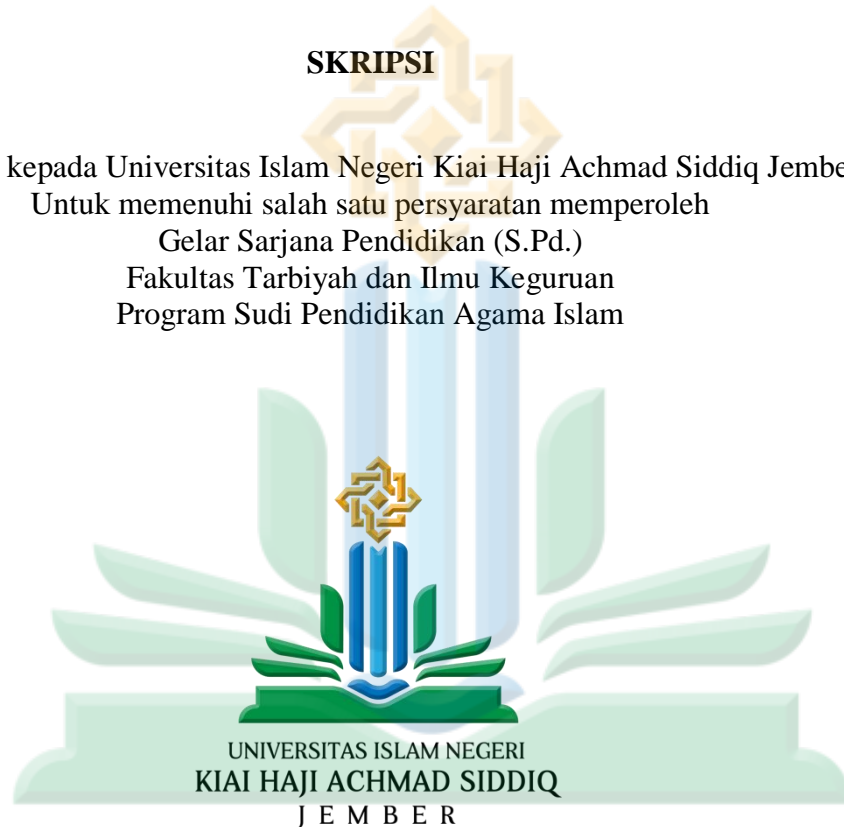 SKRIPSI
kepada Universitas Islam Negeri Kiai Haji Achmad Siddiq Jembe
Untuk memenuhi salah satu persyaratan memperoleh
Gelar Sarjana Pendidikan (S.Pd.)
Fakultas Tarbiyah dan Ilmu Keguruan
Program Sudi Pendidikan Agama Islam
UNIVERSITAS ISLAM NEGERI
KIAI HAJI ACHMAD SIDDIQ
JEMBER